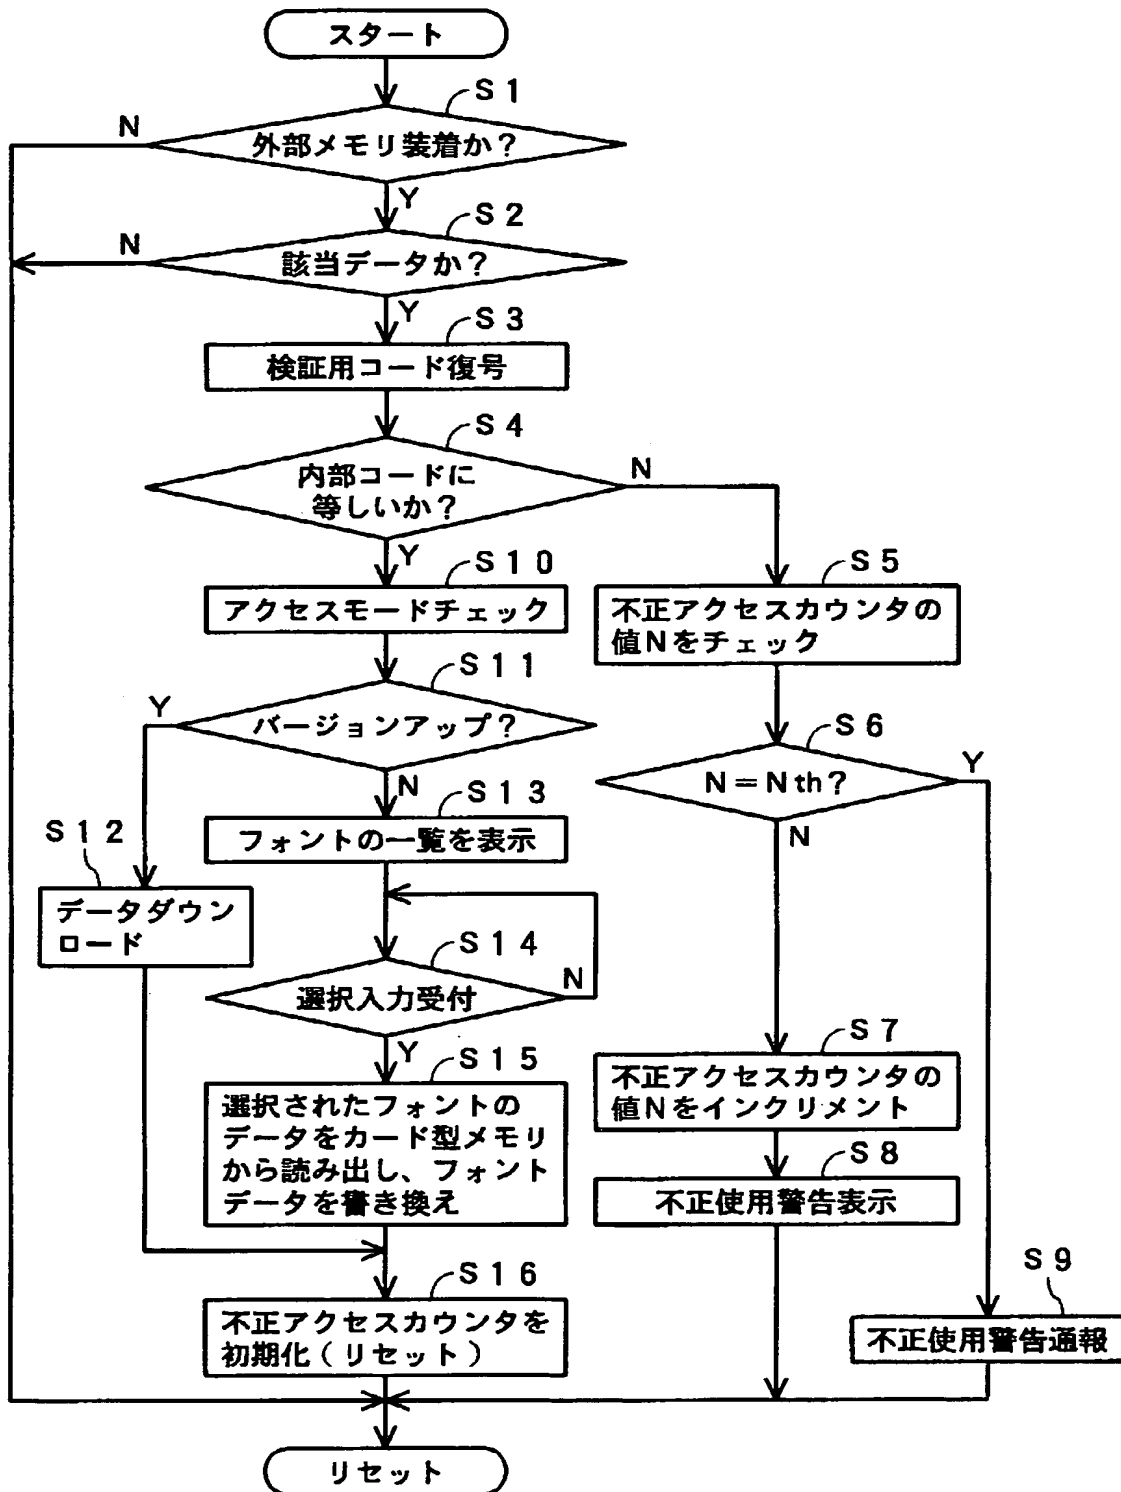 スタート
S1
外部メモリ装着か？
N
Y
S2
該当データか？
N
Y
S3
検証用コード復号
S4
内部コードに
等しいか？
N
Y
S10
アクセスモードチェック
S5
不正アクセスカウンタの
値Nをチェック
S11
バージョンアップ？
Y
N
S6
N＝Nth？
Y
N
S12
データダウン
ロード
S13
フォントの一覧を表示
S14
選択入力受付
N
Y
S15
選択されたフォントの
データをカード型メモリ
から読み出し、フォント
データを書き換え
S7
不正アクセスカウンタの
値Nをインクリメント
S8
不正使用警告表示
S9
不正使用警告通報
S16
不正アクセスカウンタを
初期化（リセット）
リセット